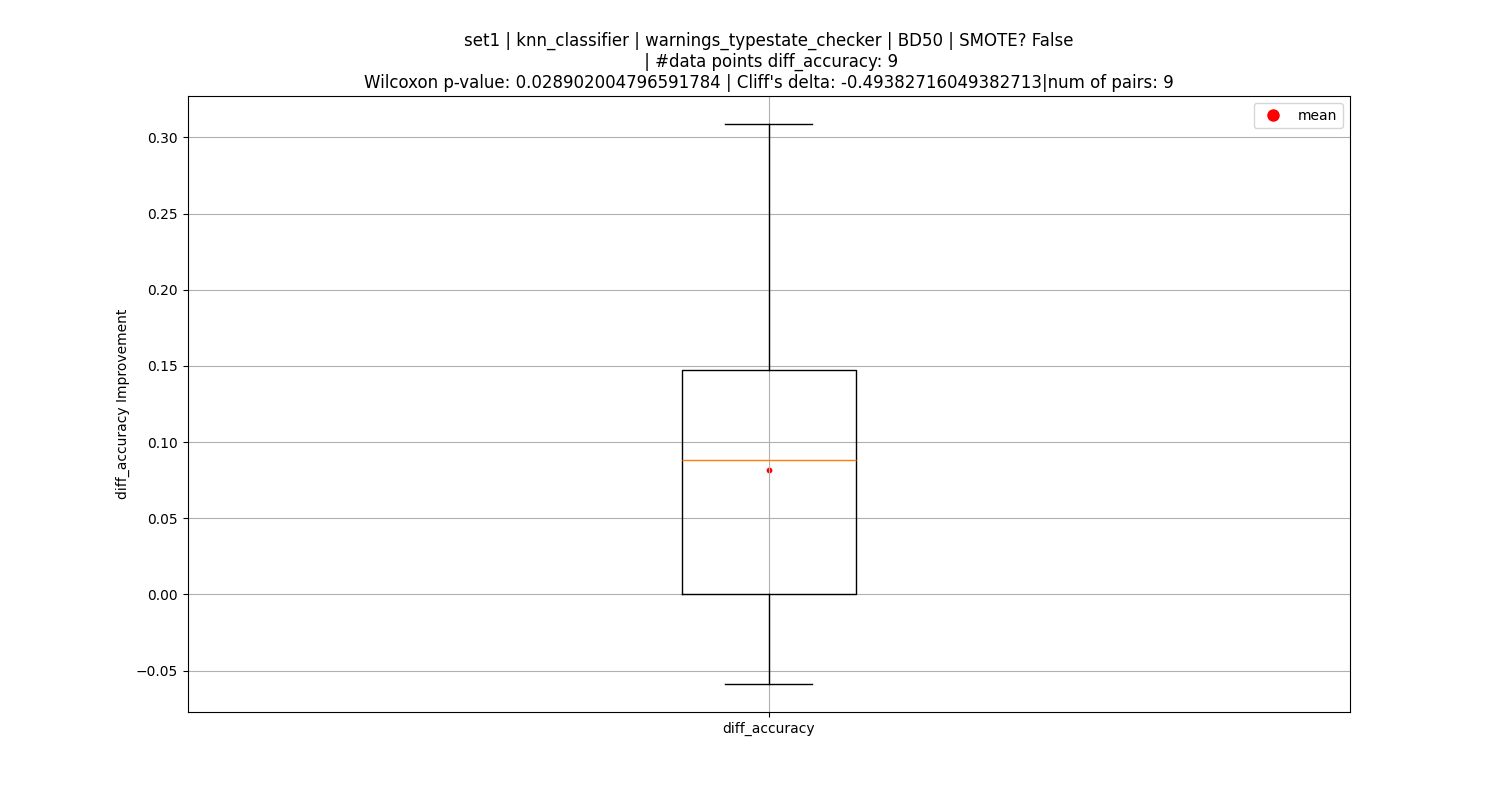 set1 | knn_classifier | warnings_typestate_checker | BD50 | SMOTE? False
| #data points diff_accuracy: 9
Wilcoxon p-value: 0.028902004796591784 | Cliff's delta: -0.49382716049382713|num of pairs: 9
mean
0.30
0.25
0.20
0.15
0.10
0.05
0.00
−0.05
diff_accuracy Improvement
diff_accuracy